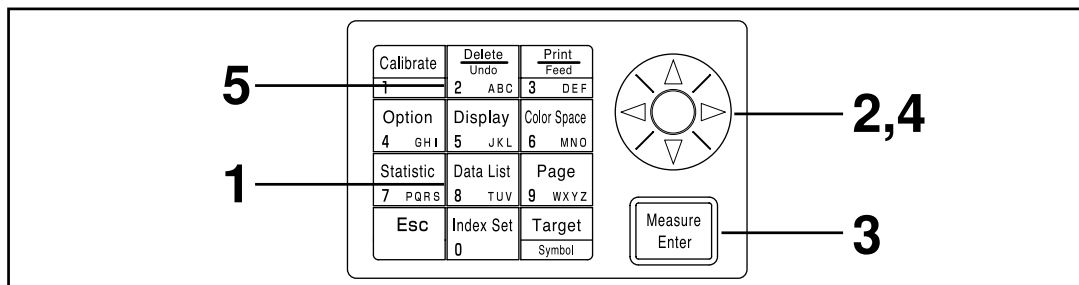 Calibrate
1
Delete
Undo
2 ABC
Print
Feed
3 DEF
Option
4 GHI
Display
5 JKL
Color Space
6 MNO
Statistic
7 PQRS
Data List
8 TUV
Page
9 WXYZ
Esc
Index Set
0
Target
Symbol
Measure
Enter
5
1
2,4
3